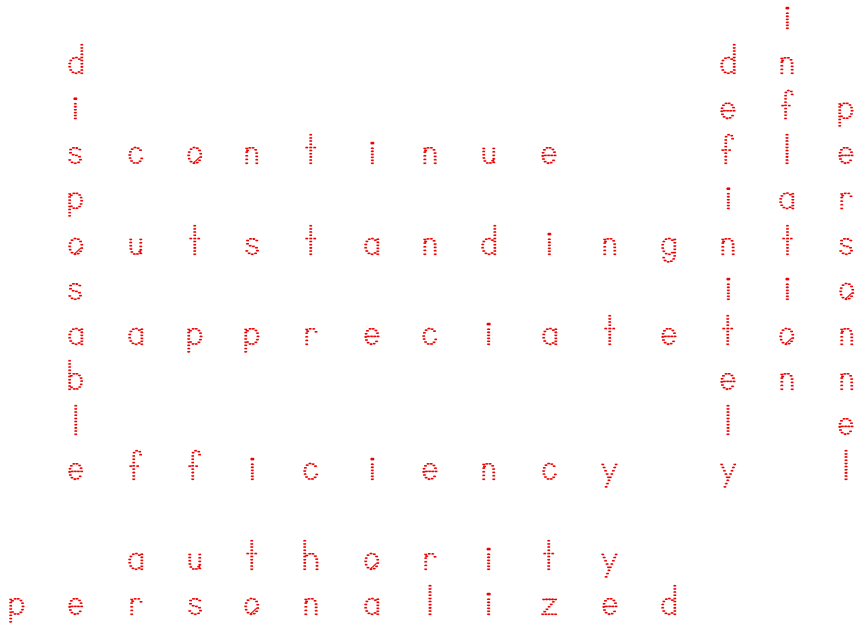 inflation
disposable
definitely
personnel
continue
outstanding
appreciate
efficiency
authority
personalized